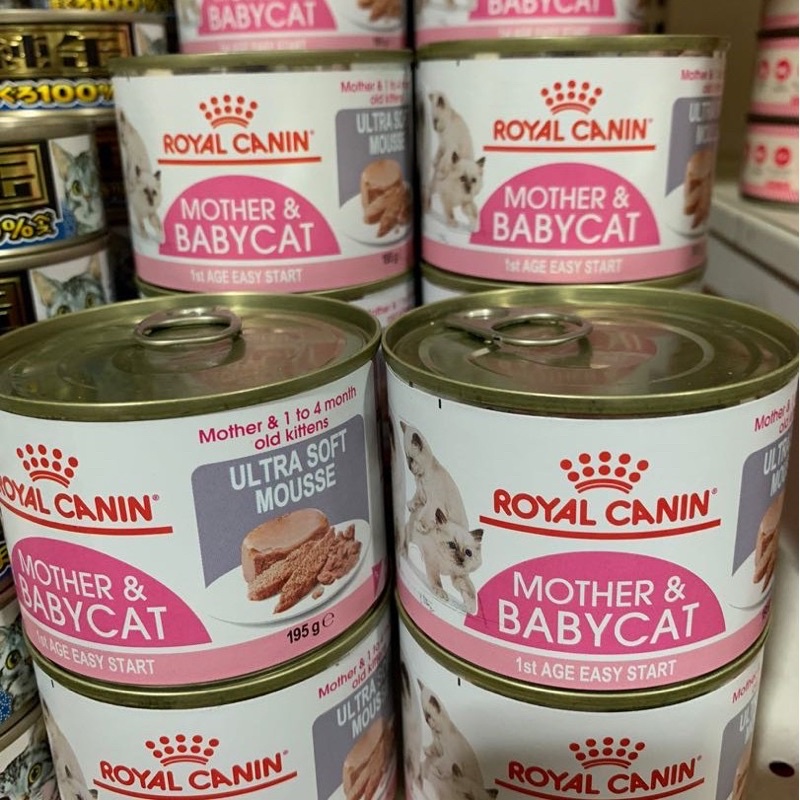 BABYCAT
BABYCAT
3100%
Mother & 1 to 4 month
old kittens
ROYAL CANIN®
ULTRA SOFT
MOUSSE
MOTHER &
BABYCAT
1st AGE EASY START
ROYAL CANIN®
MOTHER &
BABYCAT
1st AGE EASY START
Mother & 1 to 4 month
old kittens
ROYAL CANIN®
ULTRA SOFT
MOUSSE
MOTHER &
BABYCAT
1st AGE EASY START
195 g ℮
ROYAL CANIN®
MOTHER &
BABYCAT
1st AGE EASY START
ROYAL CANIN®
ULTRA
MOUS
ROYAL CANIN®